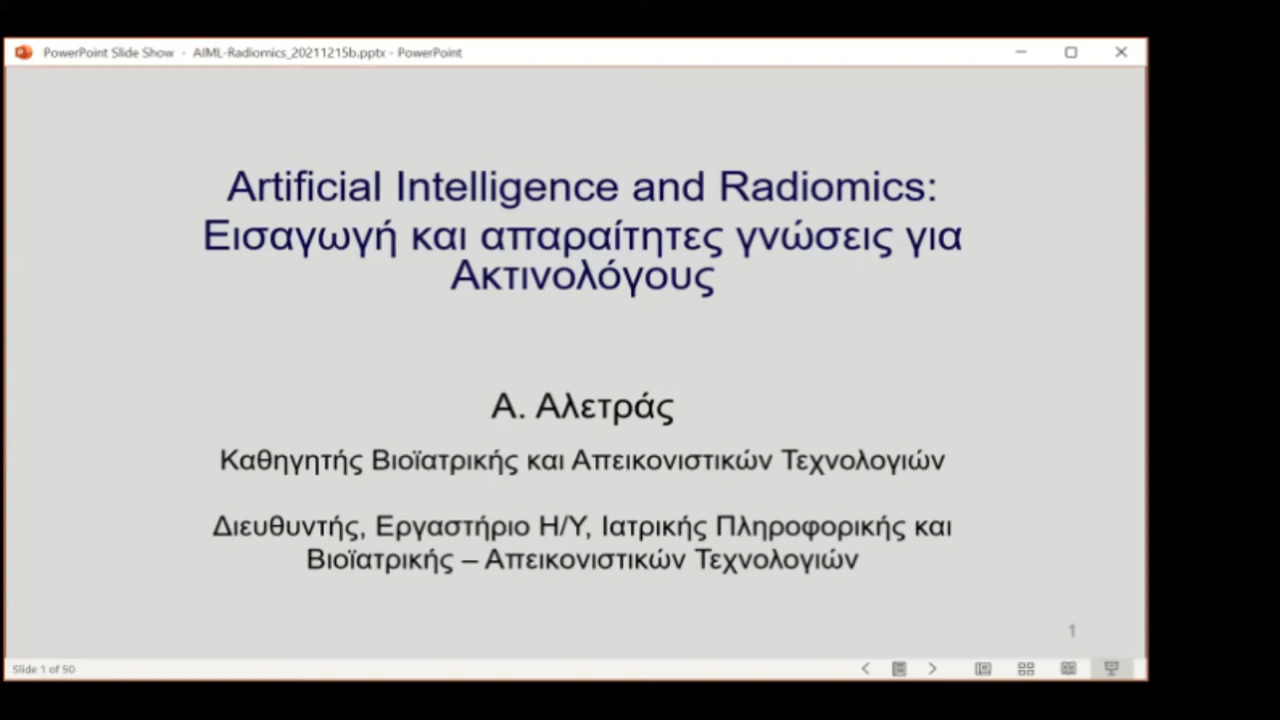 PowerPoint Slide Show - AIML-Radiomics_20211215b.pptx - PowerPoint
Artificial Intelligence and Radiomics:
Εισαγωγή και απαραίτητες γνώσεις για
Ακτινολόγους
Α. Αλετράς
Καθηγητής Βιοϊατρικής και Απεικονιστικών Τεχνολογιών
Διευθυντής, Εργαστήριο Η/Υ, Ιατρικής Πληροφορικής και
Βιοϊατρικής – Απεικονιστικών Τεχνολογιών
1
Slide 1 of 50